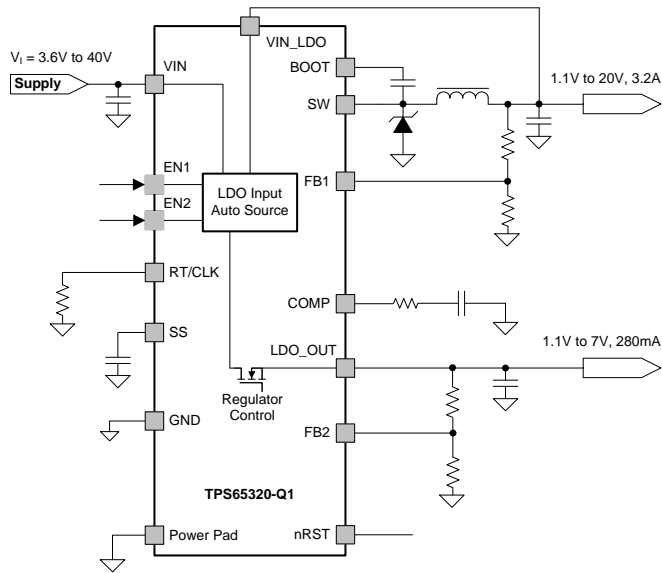 VIN_LDO
V_I = 3.6V to 40V
VIN
BOOT
1.1V to 20V, 3.2A
Supply
SW
EN1
FB1
LDO Input
Auto Source
EN2
RT/CLK
COMP
SS
1.1V to 7V, 280mA
LDO_OUT
Regulator
Control
GND
FB2
TPS65320-Q1
Power Pad
nRST